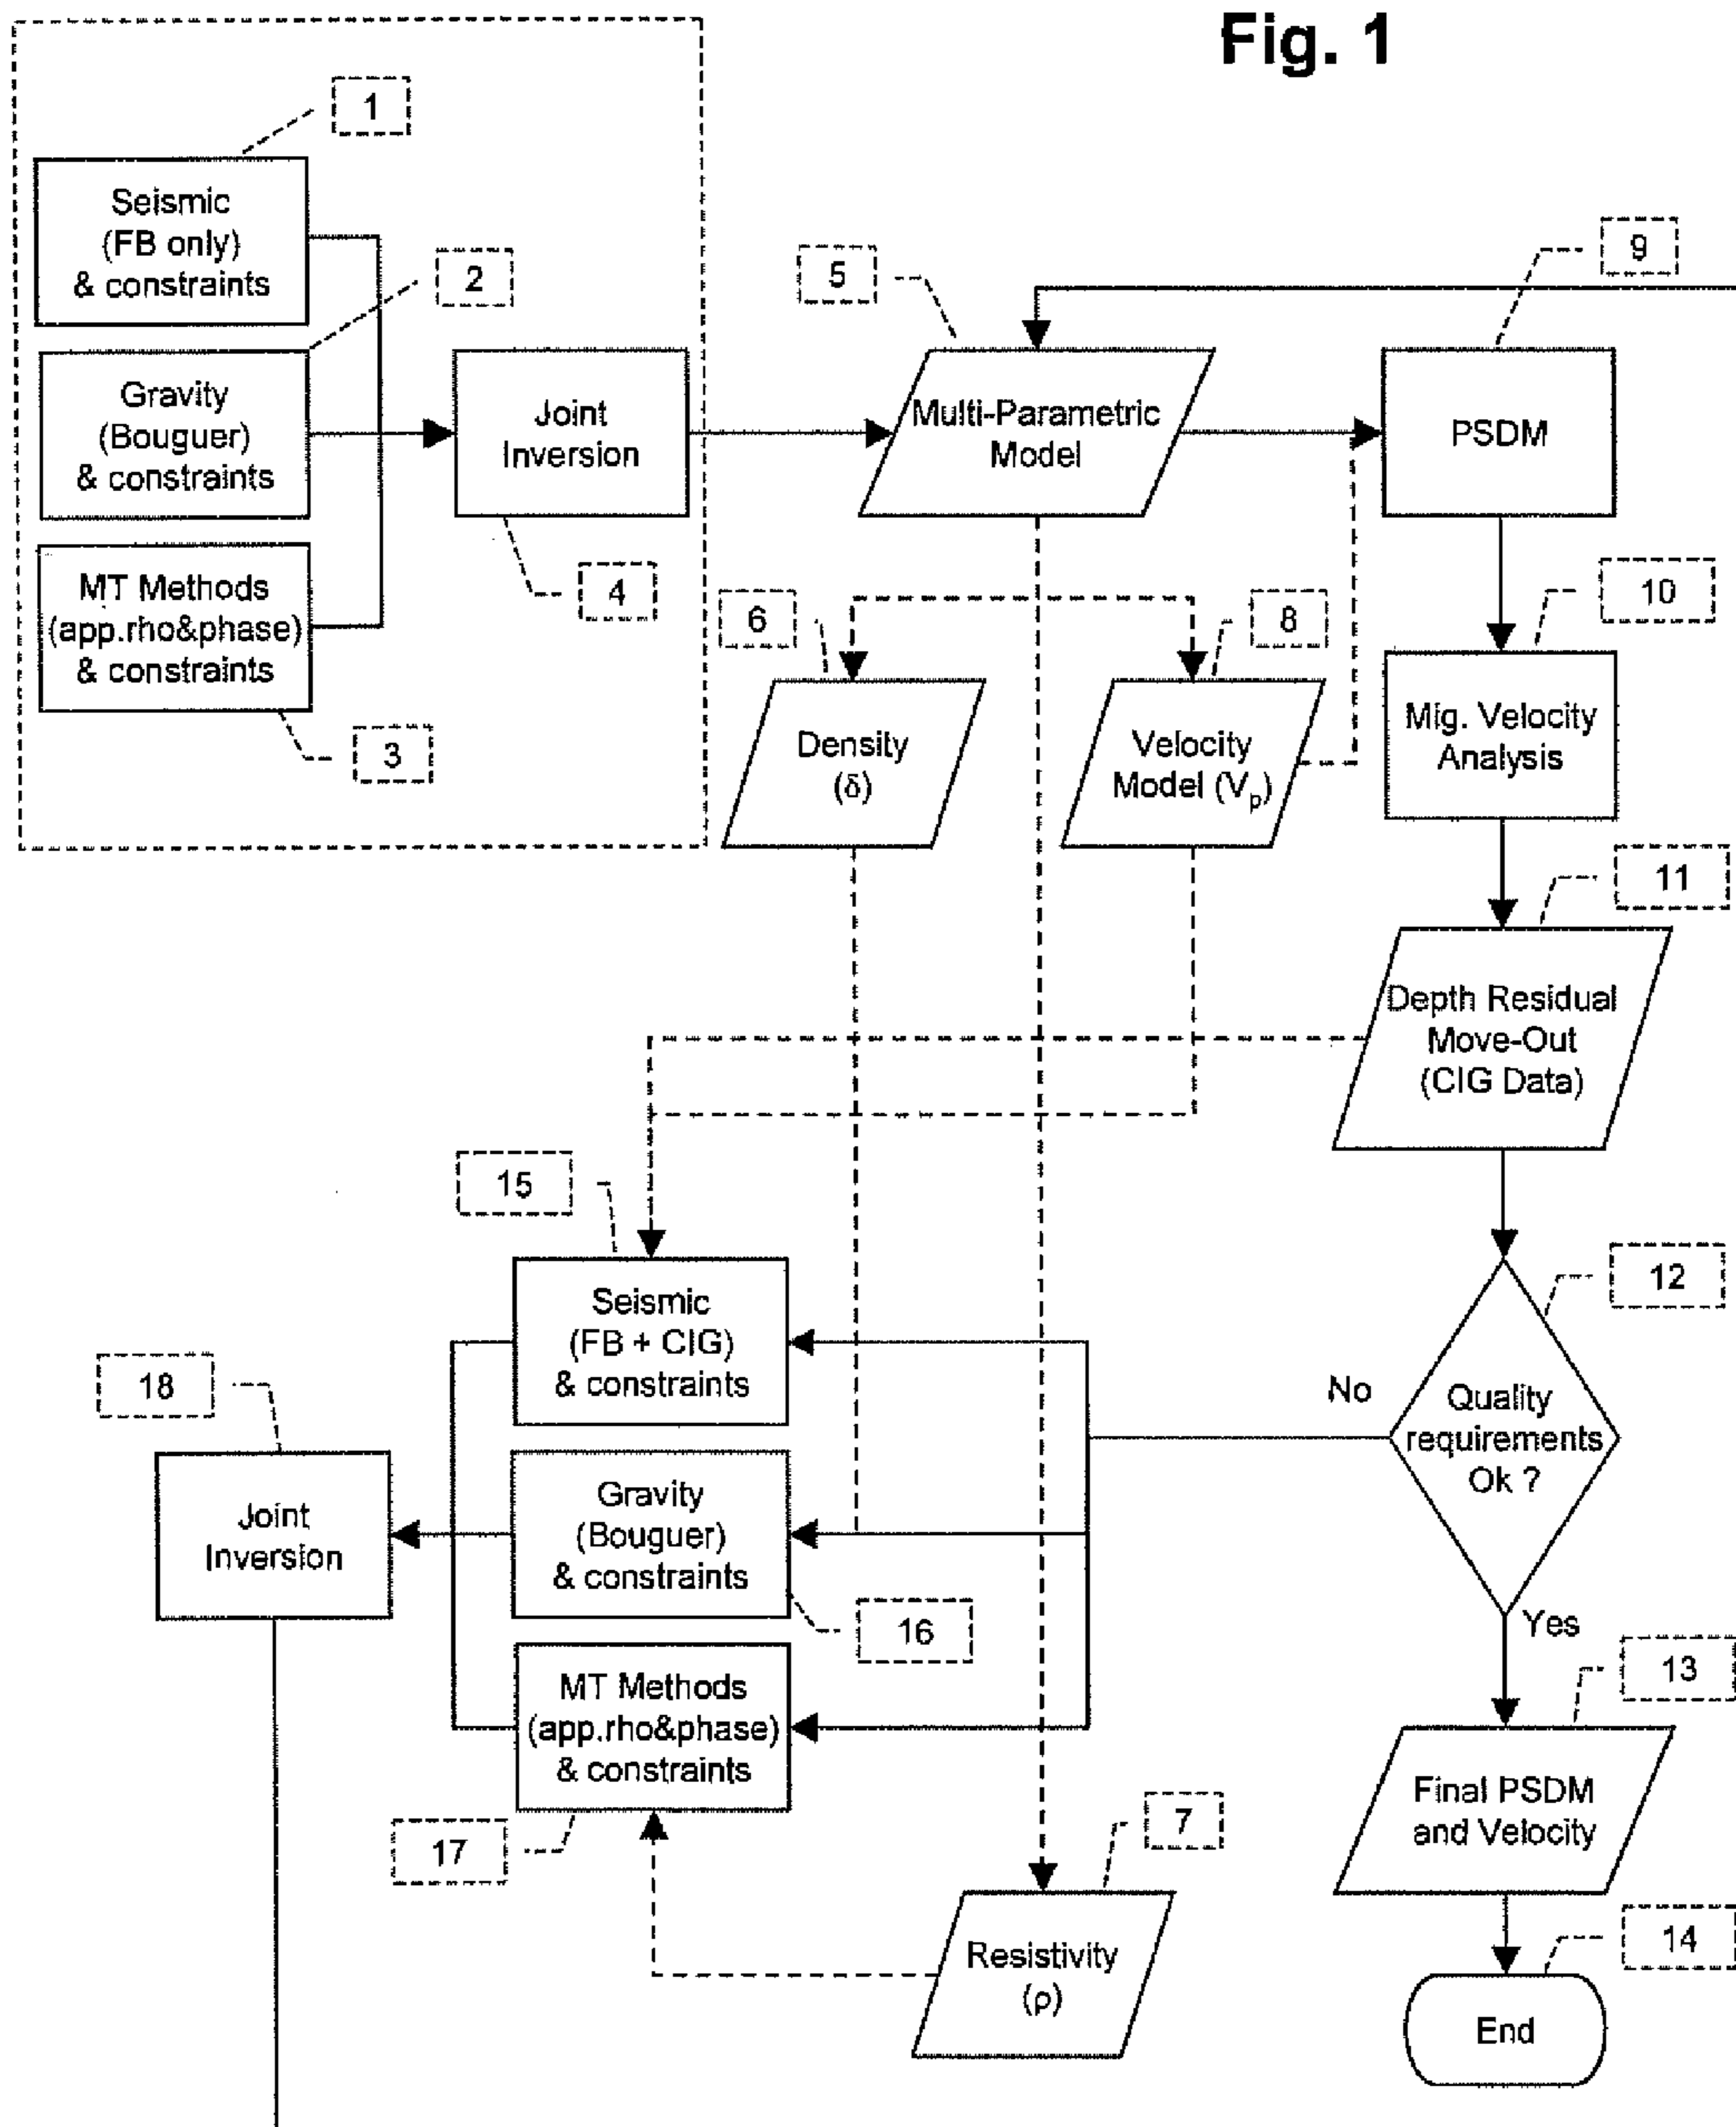 Fig. 1
1
Seismic
(FB only)
& constraints
2
Gravity
(Bouguer)
& constraints
MT Methods
(app.rho&phase)
& constraints
3
Joint
Inversion
4
5
Multi-Parametric
Model
9
PSDM
6
Density
(δ)
8
Velocity
Model (Vp)
10
Mig. Velocity
Analysis
11
Depth Residual
Move-Out
(CIG Data)
12
Quality
requirements
Ok ?
No
Yes
15
Seismic
(FB + CIG)
& constraints
Gravity
(Bouguer)
& constraints
16
MT Methods
(app.rho&phase)
& constraints
17
18
Joint
Inversion
7
Resistivity
(ρ)
13
Final PSDM
and Velocity
14
End